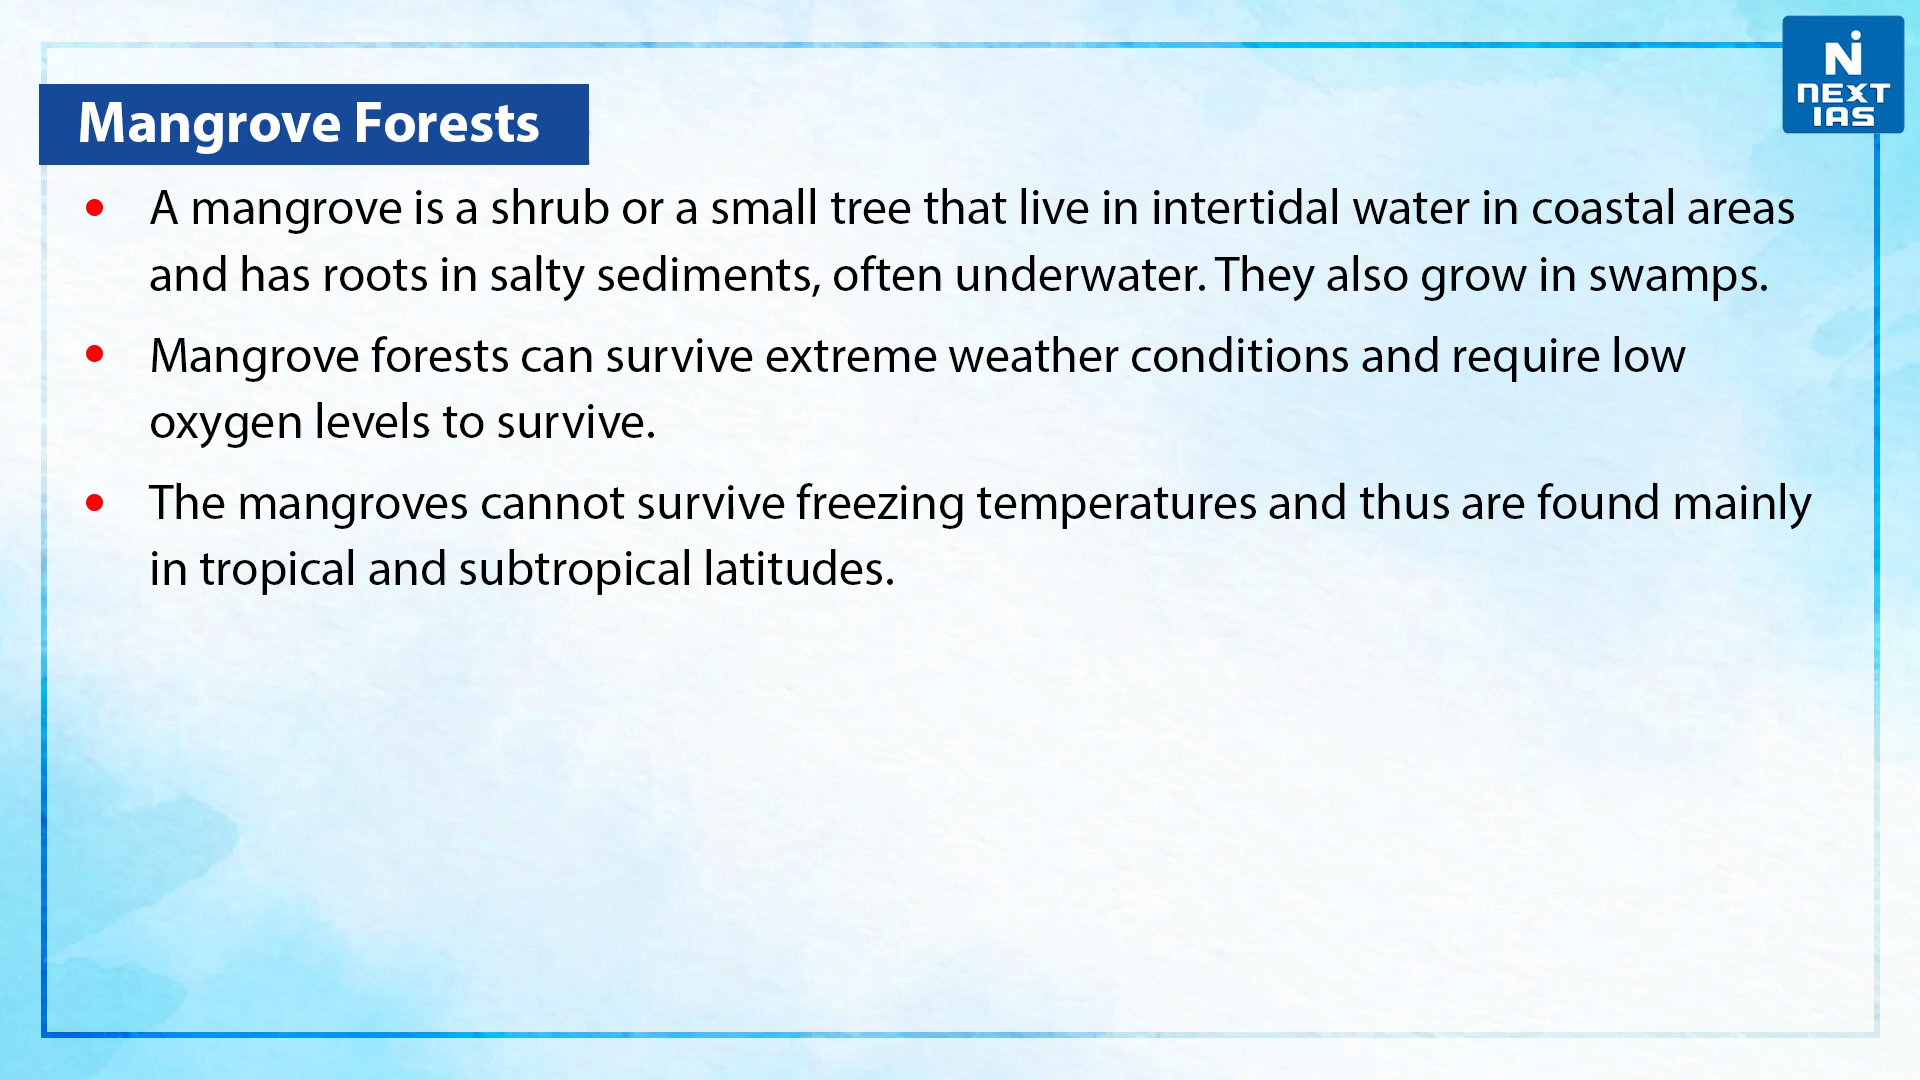 NEXT
IAS
Mangrove Forests
• A mangrove is a shrub or a small tree that live in intertidal water in coastal areas
and has roots in salty sediments, often underwater. They also grow in swamps.
• Mangrove forests can survive extreme weather conditions and require low
oxygen levels to survive.
• The mangroves cannot survive freezing temperatures and thus are found mainly
in tropical and subtropical latitudes.